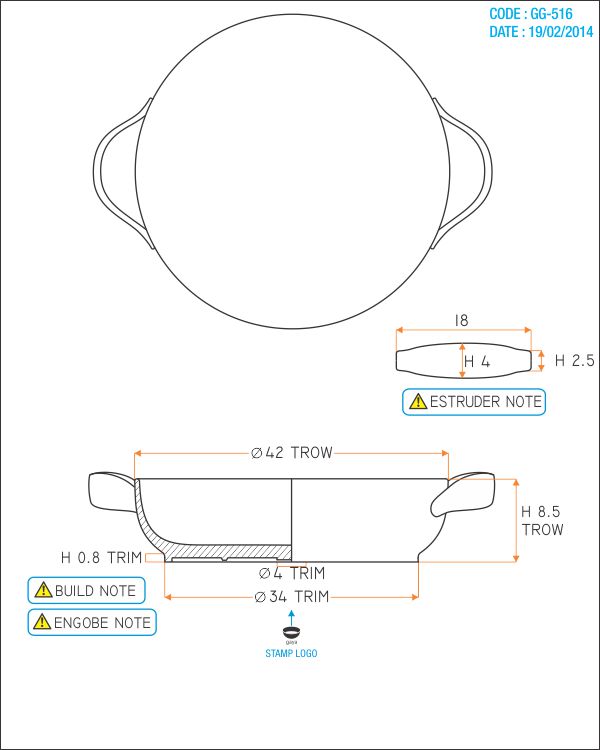 CODE : GG-516
DATE : 19/02/2014
18
H 4
H 2.5
ESTRUDER NOTE
Ø 42 TROW
H 8.5
TROW
H 0.8 TRIM
Ø 4 TRIM
BUILD NOTE
Ø 34 TRIM
ENGOBE NOTE
gaya
STAMP LOGO